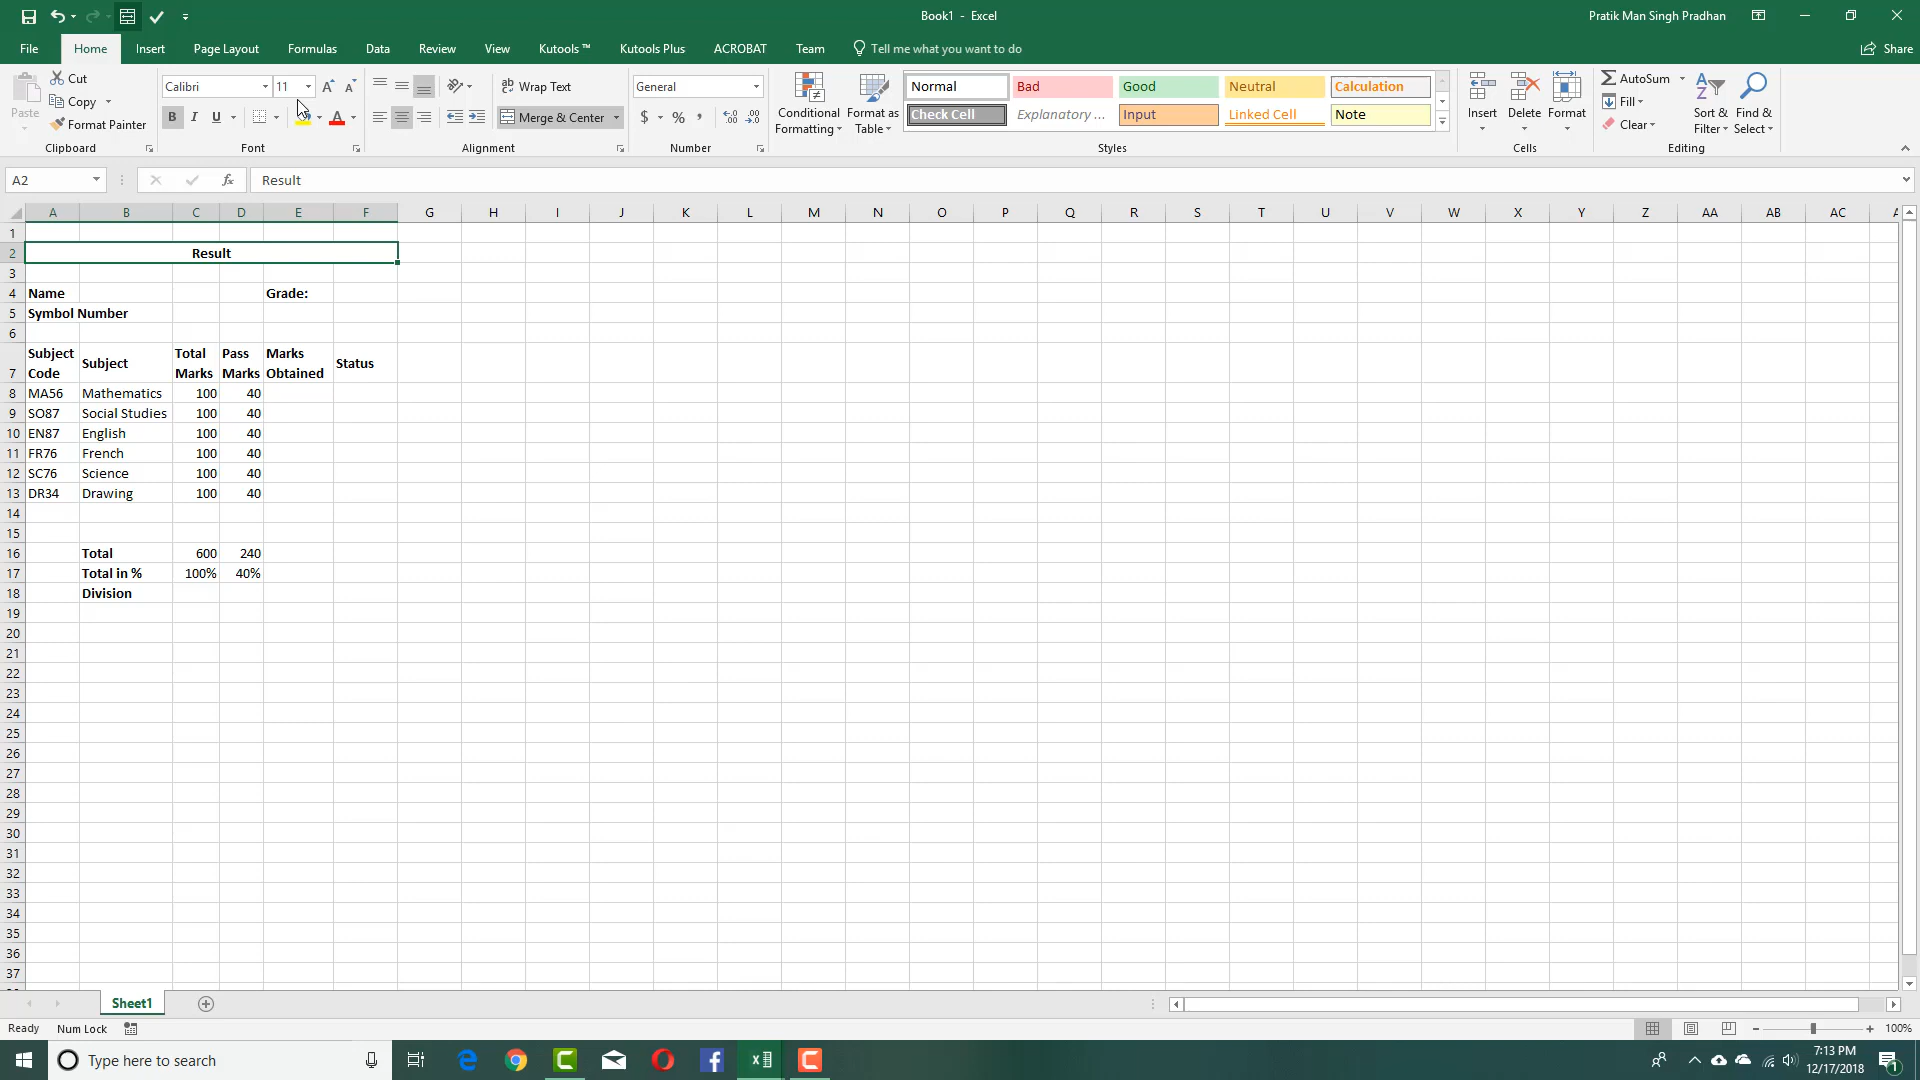 Book1 - Excel
Pratik Man Singh Pradhan
File Home Insert Page Layout Formulas Data Review View Kutools ™ Kutools Plus ACROBAT Team Tell me what you want to do Share
Paste
Cut
Copy
Format Painter
Clipboard
Calibri 11
B I U
Font
Wrap Text
Merge & Center
Alignment
General
$ % ,
Number
Conditional
Formatting
Format as
Table
Normal Bad Good Neutral Calculation
Check Cell Explanatory ... Input Linked Cell Note
Styles
Insert Delete Format
Cells
AutoSum
Fill
Clear
Sort &
Filter
Find &
Select
Editing
A2 fx Result
A B C D E F G H I J K L M N O P Q R S T U V W X Y Z AA AB AC
1
2 Result
3
4 Name Grade:
5 Symbol Number
6
7 Subject Code Subject Total Marks Pass Marks Marks Obtained Status
8 MA56 Mathematics 100 40
9 SO87 Social Studies 100 40
10 EN87 English 100 40
11 FR76 French 100 40
12 SC76 Science 100 40
13 DR34 Drawing 100 40
14
15
16 Total 600 240
17 Total in % 100% 40%
18 Division
19
20
21
22
23
24
25
26
27
28
29
30
31
32
33
34
35
36
37
Sheet1
Ready Num Lock 100%
Type here to search
7:13 PM
12/17/2018